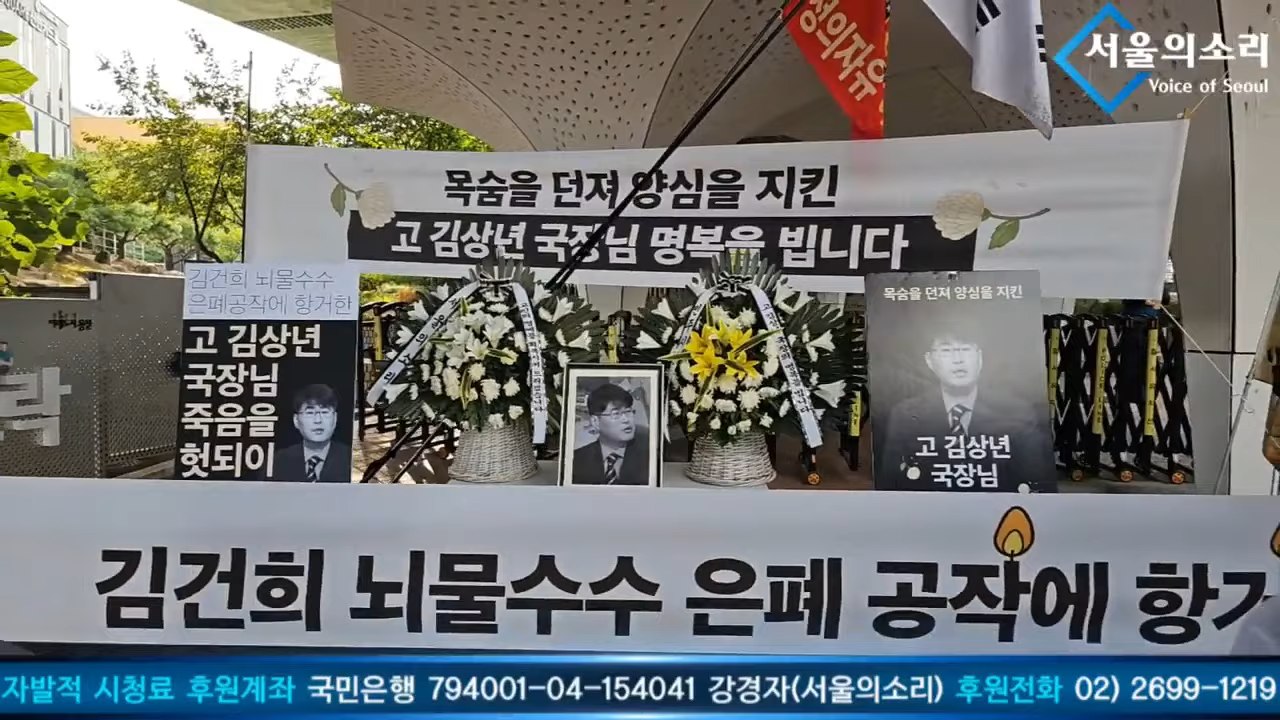 정의자유
서울의소리
Voice of Seoul
목숨을 던져 양심을 지킨
고 김상년 국장님 명복을 빕니다
김건희 뇌물수수
은폐공작에 항거한
고 김상년
국장님
죽음을
헛되이
목숨을 던져 양심을 지킨
고 김상년
국장님
김건희 뇌물수수 은폐 공작에 항거
자발적 시청료 후원계좌 국민은행 794001-04-154041 강경자(서울의소리) 후원전화 02) 2699-1219